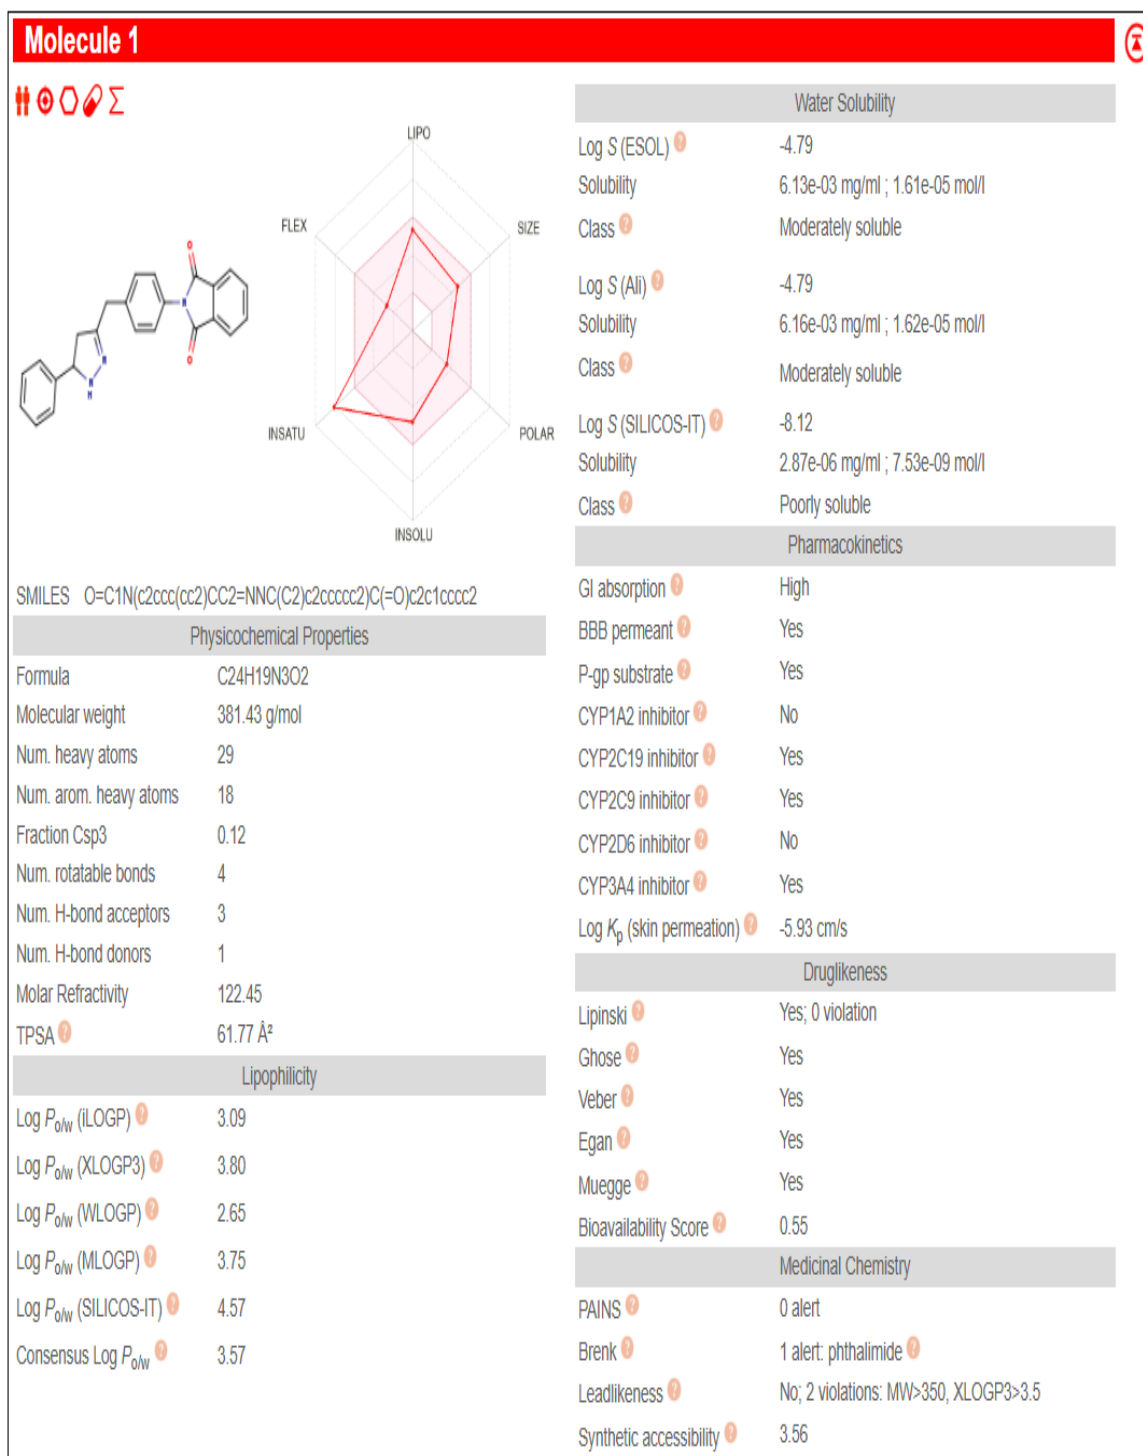 Molecule 1
LIPO
FLEX
SIZE
INSATU
POLAR
INSOLU
O
N
O
N
N
H
SMILES O=C1N(c2ccc(cc2)CC2=NNC(C2)c2ccccc2)C(=O)c2c1cccc2
Physicochemical Properties
Formula C24H19N3O2
Molecular weight 381.43 g/mol
Num. heavy atoms 29
Num. arom. heavy atoms 18
Fraction Csp3 0.12
Num. rotatable bonds 4
Num. H-bond acceptors 3
Num. H-bond donors 1
Molar Refractivity 122.45
TPSA ? 61.77 Å²
Lipophilicity
Log Po/w (iLOGP) ? 3.09
Log Po/w (XLOGP3) ? 3.80
Log Po/w (WLOGP) ? 2.65
Log Po/w (MLOGP) ? 3.75
Log Po/w (SILICOS-IT) ? 4.57
Consensus Log Po/w ? 3.57
Water Solubility
Log S (ESOL) ? -4.79
Solubility 6.13e-03 mg/ml ; 1.61e-05 mol/l
Class ? Moderately soluble
Log S (Ali) ? -4.79
Solubility 6.16e-03 mg/ml ; 1.62e-05 mol/l
Class ? Moderately soluble
Log S (SILICOS-IT) ? -8.12
Solubility 2.87e-06 mg/ml ; 7.53e-09 mol/l
Class ? Poorly soluble
Pharmacokinetics
GI absorption ? High
BBB permeant ? Yes
P-gp substrate ? Yes
CYP1A2 inhibitor ? No
CYP2C19 inhibitor ? Yes
CYP2C9 inhibitor ? Yes
CYP2D6 inhibitor ? No
CYP3A4 inhibitor ? Yes
Log Kp (skin permeation) ? -5.93 cm/s
Druglikeness
Lipinski ? Yes; 0 violation
Ghose ? Yes
Veber ? Yes
Egan ? Yes
Muegge ? Yes
Bioavailability Score ? 0.55
Medicinal Chemistry
PAINS ? 0 alert
Brenk ? 1 alert: phthalimide ?
Leadlikeness ? No; 2 violations: MW>350, XLOGP3>3.5
Synthetic accessibility ? 3.56